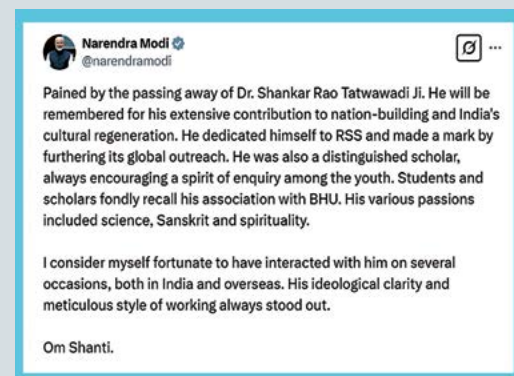 Narendra Modi
@narendramodi
Pained by the passing away of Dr. Shankar Rao Tatwawadi Ji. He will be
remembered for his extensive contribution to nation-building and India's
cultural regeneration. He dedicated himself to RSS and made a mark by
furthering its global outreach. He was also a distinguished scholar,
always encouraging a spirit of enquiry among the youth. Students and
scholars fondly recall his association with BHU. His various passions
included science, Sanskrit and spirituality.
I consider myself fortunate to have interacted with him on several
occasions, both in India and overseas. His ideological clarity and
meticulous style of working always stood out.
Om Shanti.